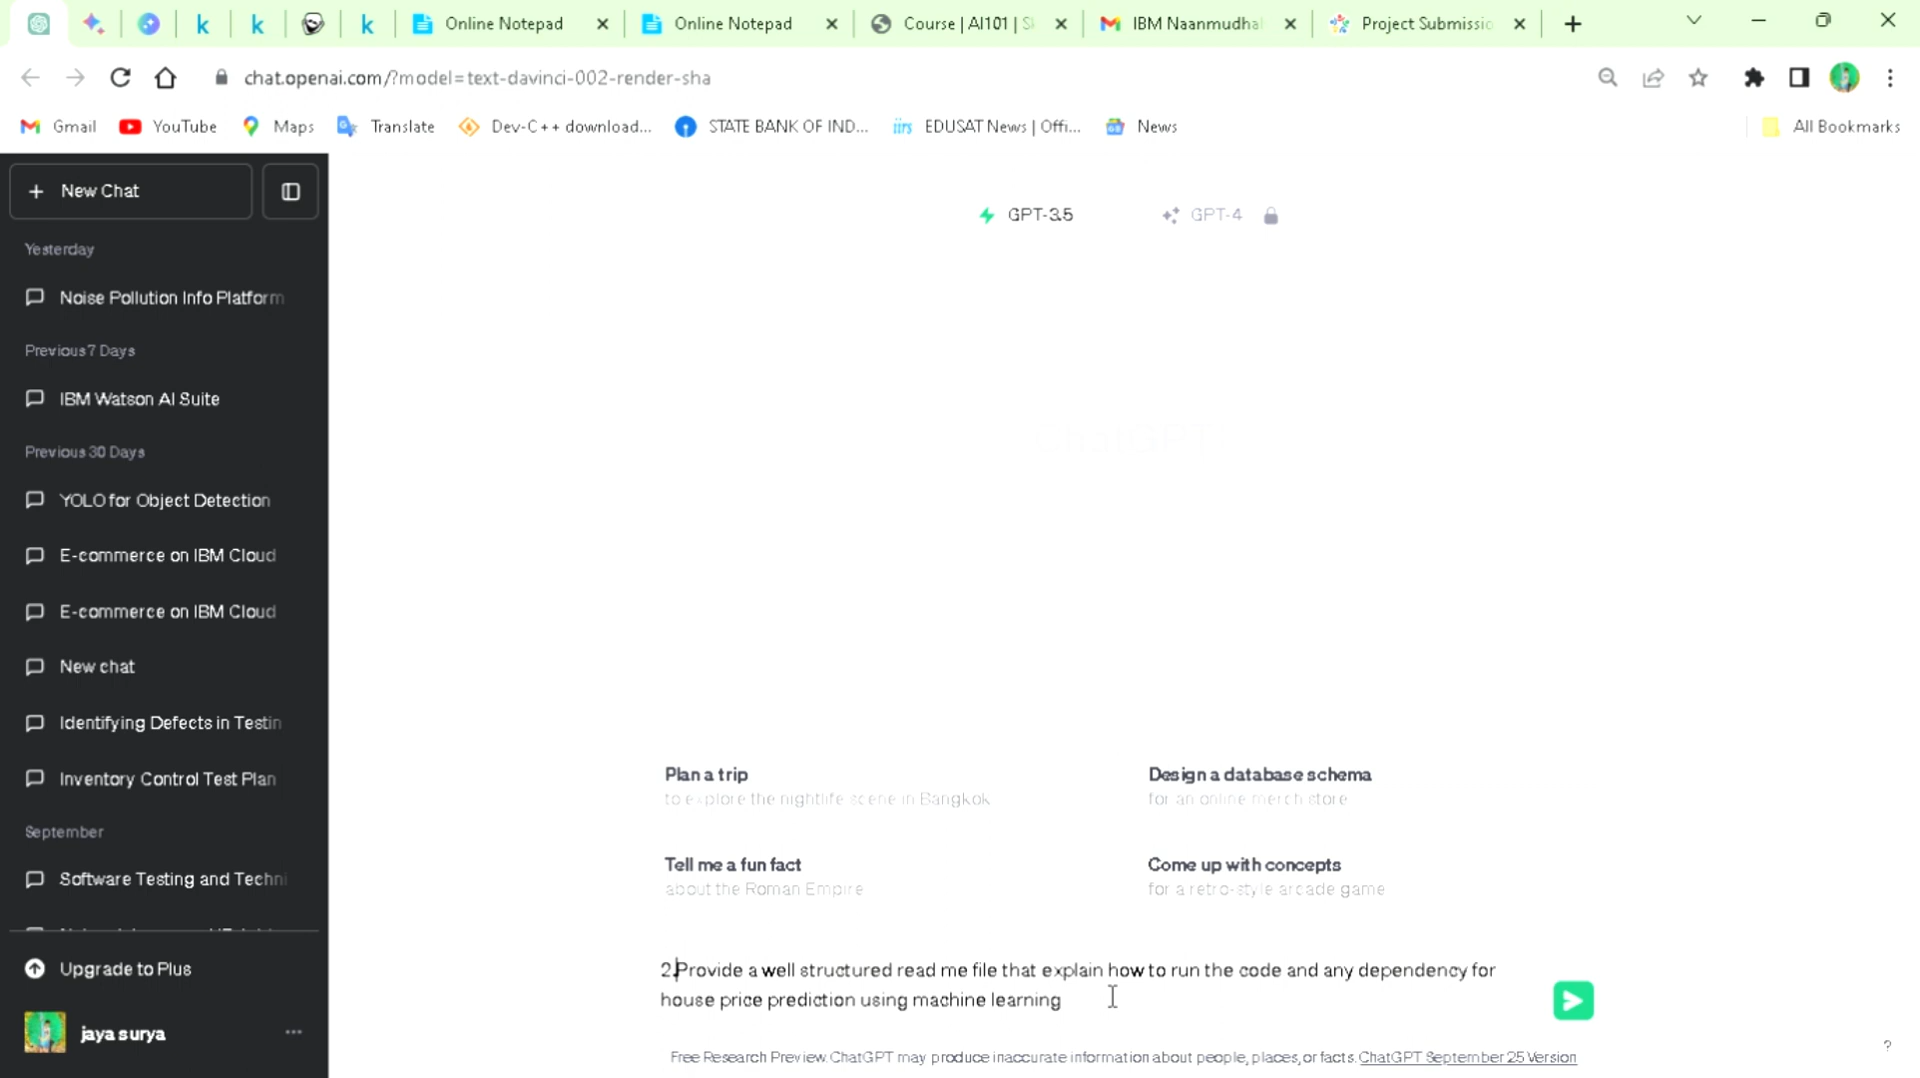 Online Notepad
Online Notepad
Course | AI101 | S
IBM Naanmudha
Project Submissio
chat.openai.com/?model=text-davinci-002-render-sha
Gmail
YouTube
Maps
Translate
Dev-C++ download...
STATE BANK OF IND...
EDUSAT News | Offi...
News
All Bookmarks
New Chat
Yesterday
Noise Pollution Info Platform
Previous 7 Days
IBM Watson AI Suite
Previous 30 Days
YOLO for Object Detection
E-commerce on IBM Cloud
E-commerce on IBM Cloud
New chat
Identifying Defects in Testin
Inventory Control Test Plan
September
Software Testing and Techni
Upgrade to Plus
jaya surya
GPT-3.5
GPT-4
ChatGPT
Plan a trip
to explore the nightlife scene in Bangkok
Design a database schema
for an online merch store
Tell me a fun fact
about the Roman Empire
Come up with concepts
for a retro-style arcade game
2.Provide a well structured read me file that explain how to run the code and any dependency for
house price prediction using machine learning
Free Research Preview. ChatGPT may produce inaccurate information about people, places, or facts. ChatGPT September 25 Version
?